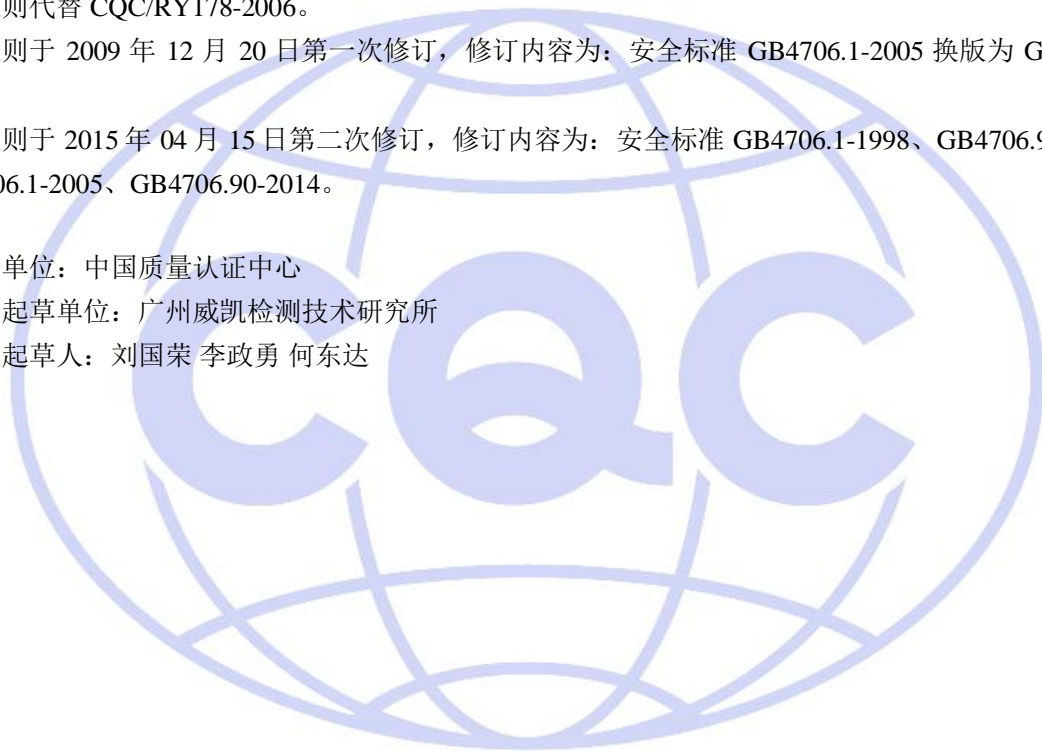 则代替 CQC/RY178-2006。
则于 2009 年 12 月 20 日第一次修订，修订内容为：安全标准 GB4706.1-2005 换版为 G
则于 2015 年 04 月 15 日第二次修订，修订内容为：安全标准 GB4706.1-1998、GB4706.9
06.1-2005、GB4706.90-2014。
单位：中国质量认证中心
起草单位：广州威凯检测技术研究所
起草人：刘国荣 李政勇 何东达
CQC